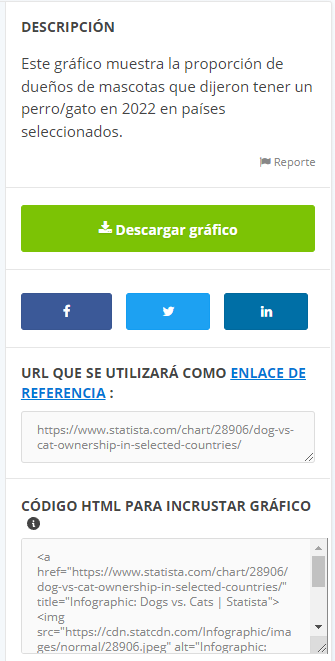 DESCRIPCIÓN
Este gráfico muestra la proporción de
dueños de mascotas que dijeron tener un
perro/gato en 2022 en países
seleccionados.
Reporte
Descargar gráfico
f
in
URL QUE SE UTILIZARÁ COMO ENLACE DE
REFERENCIA :
https://www.statista.com/chart/28906/dog-vs-
cat-ownership-in-selected-countries/
CÓDIGO HTML PARA INCRUSTAR GRÁFICO
i
<a
href="https://www.statista.com/chart/28906/
dog-vs-cat-ownership-in-selected-countries/"
title="Infographic: Dogs vs. Cats | Statista">
<img
src="https://cdn.statcdn.com/Infographic/ima
ges/normal/28906.jpeg" alt="Infographic: